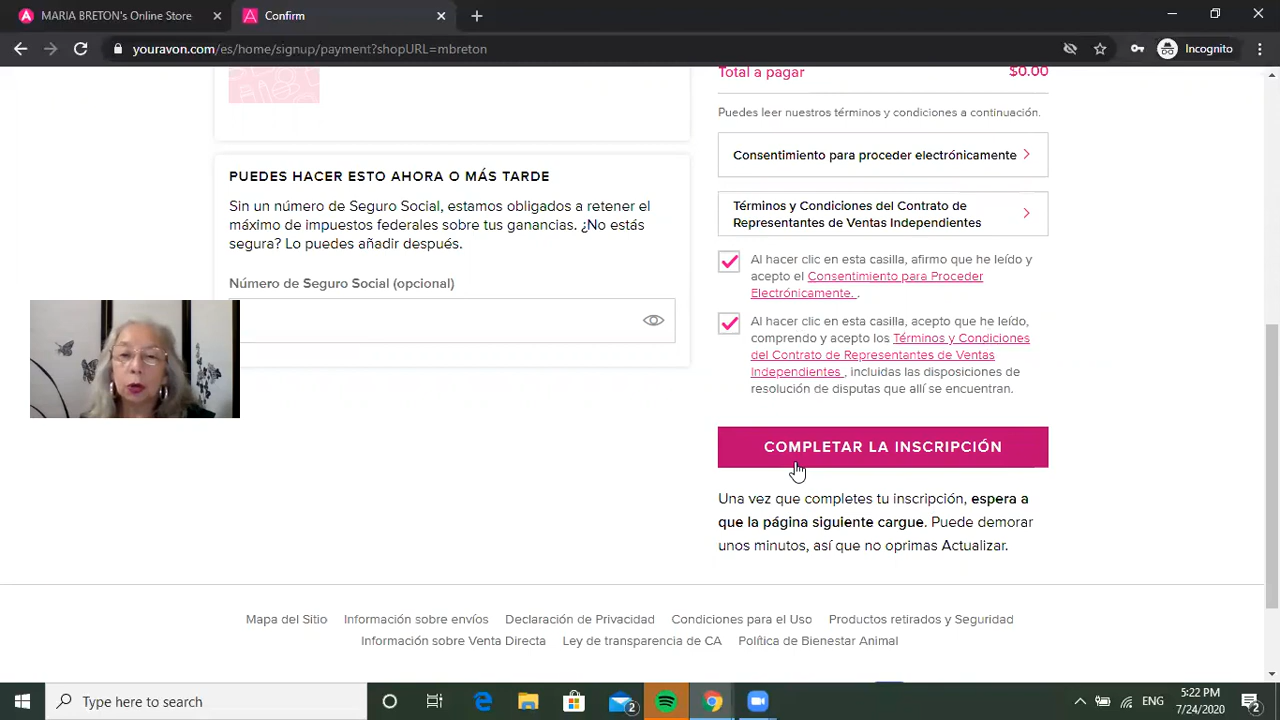 MARIA BRETON's Online Store
Confirm
youravon.com/es/home/signup/payment?shopURL=mbreton
Incognito
Total a pagar $0.00
Puedes leer nuestros términos y condiciones a continuación.
Consentimiento para proceder electrónicamente
Términos y Condiciones del Contrato de
Representantes de Ventas Independientes
Al hacer clic en esta casilla, afirmo que he leído y
acepto el Consentimiento para Proceder
Electrónicamente. .
Al hacer clic en esta casilla, acepto que he leído,
comprendo y acepto los Términos y Condiciones
del Contrato de Representantes de Ventas
Independientes , incluidas las disposiciones de
resolución de disputas que allí se encuentran.
COMPLETAR LA INSCRIPCIÓN
Una vez que completes tu inscripción, espera a
que la página siguiente cargue. Puede demorar
unos minutos, así que no oprimas Actualizar.
PUEDES HACER ESTO AHORA O MÁS TARDE
Sin un número de Seguro Social, estamos obligados a retener el
máximo de impuestos federales sobre tus ganancias. ¿No estás
segura? Lo puedes añadir después.
Número de Seguro Social (opcional)
Mapa del Sitio Información sobre envíos Declaración de Privacidad Condiciones para el Uso Productos retirados y Seguridad
Información sobre Venta Directa Ley de transparencia de CA Política de Bienestar Animal
Type here to search
2
ENG
5:22 PM
7/24/2020
2